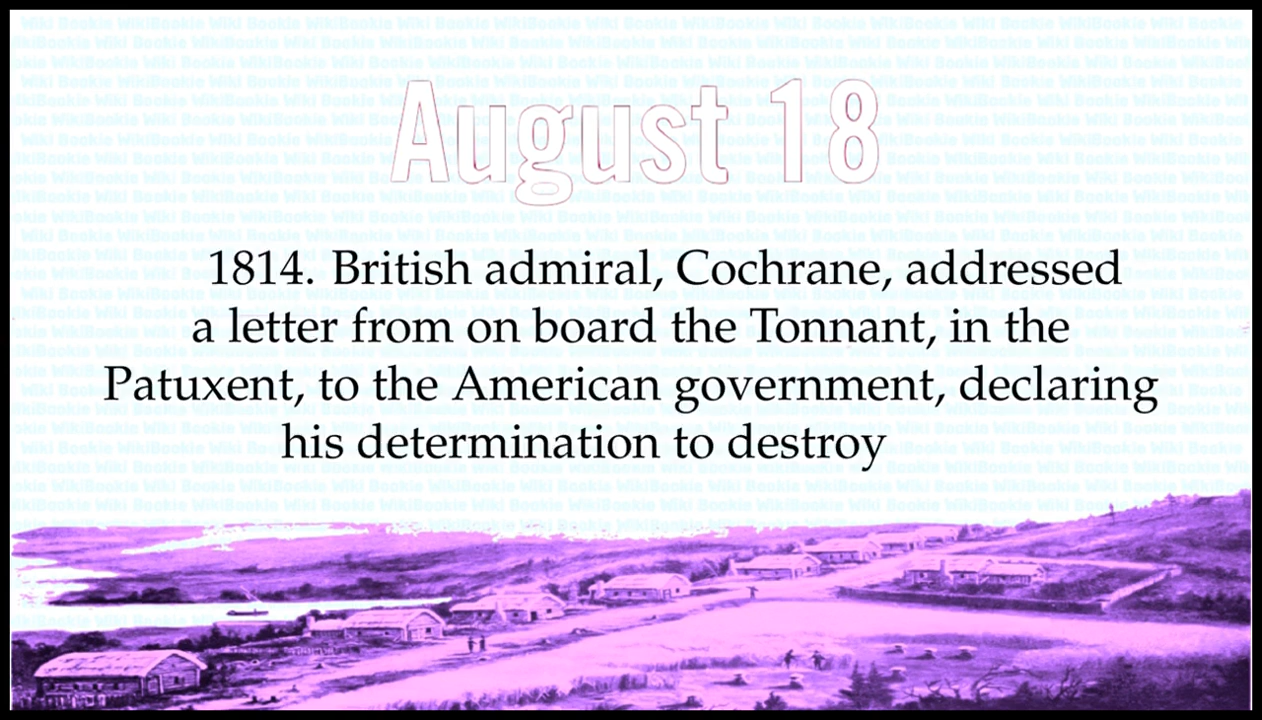 August 18
1814. British admiral, Cochrane, addressed
a letter from on board the Tonnant, in the
Patuxent, to the American government, declaring
his determination to destroy